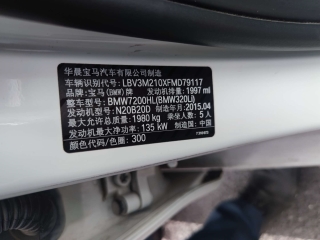 华晨宝马汽车有限公司制造
车辆识别代号: LBV3M210XFMD79117
品牌: 宝马(BMW) 发动机排量: 1997 ml
整车型号: BMW7200HL(BMW320Li)
发动机型号: N20B20D 制造年月: 2015.04
最大允许总质量: 1980 kg 乘坐人数: 5 人
发动机最大净功率: 135 kW 制造国: 中国
颜色代码/色圈: 300